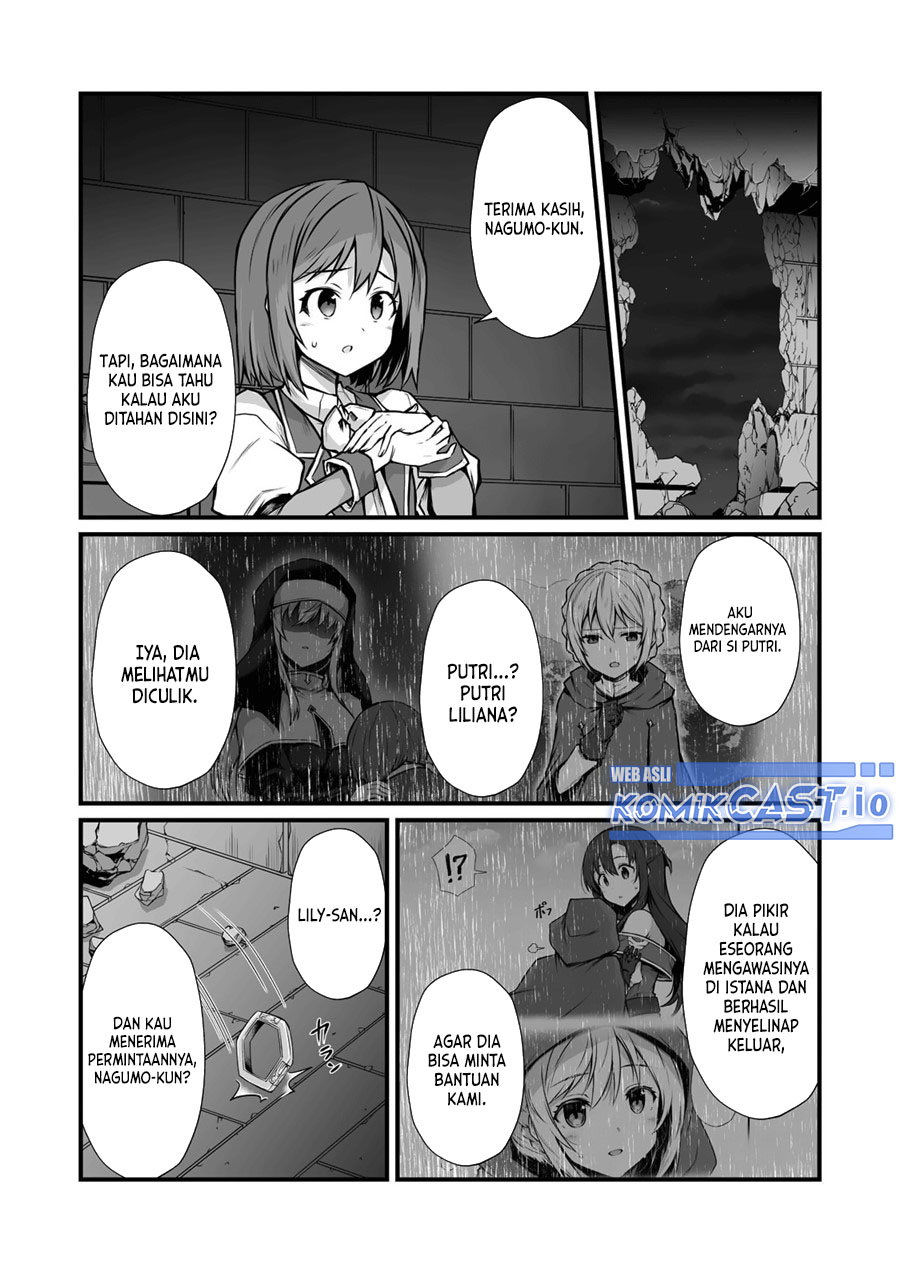 TERIMA KASIH,
NAGUMO-KUN.
TAPI, BAGAIMANA
KAU BISA TAHU
KALAU AKU
DITAHAN DISINI?
AKU
MENDENGARNYA
DARI SI PUTRI.
PUTRI...?
PUTRI
LILIANA?
IYA, DIA
MELIHATMU
DICULIK.
WEB ASLI
KOMIKCAST.io
!?
ポフ
DIA PIKIR
KALAU
ESEORANG
MENGAWASINYA
DI ISTANA DAN
BERHASIL
MENYELINAP
KELUAR,
AGAR DIA
BISA MINTA
BANTUAN
KAMI.
LILY-SAN...?
カラン
DAN KAU
MENERIMA
PERMINTAANNYA,
NAGUMO-KUN?